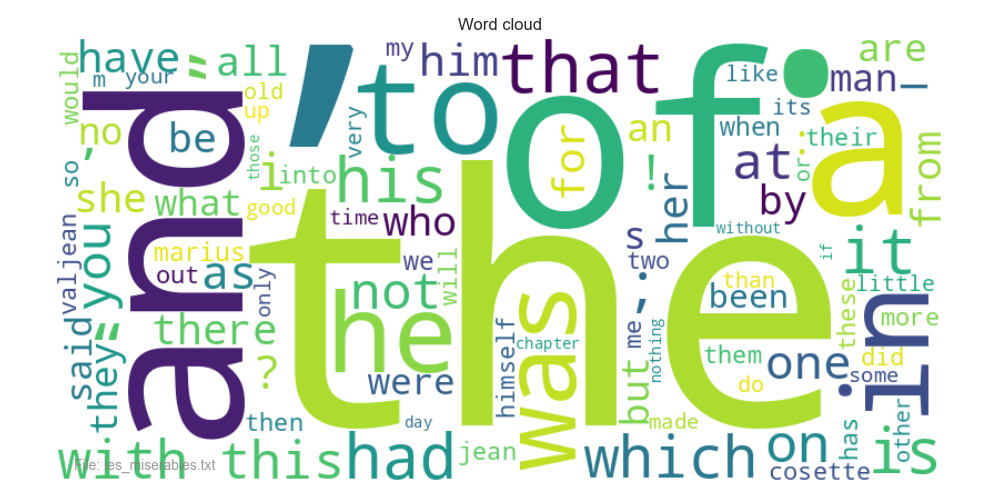 Word cloud
have
m
your
"
all
my
him
that
are
man
—
like
its
would
no
be
old
up
those
very
to
of
a
,
and
the
for
an
when
their
or
:
so
'
i
into
his
!
at
by
her
from
she
what
good
time
who
s
without
you
marius
out
as
only
we
will
not
two
it
if
valjean
been
than
little
these
in
more
said
they
“
there
he
was
himself
chapter
;
me
but
nothing
them
one
did
some
do
?
were
then
day
made
has
other
with
this
had
jean
which
on
cosette
is
.
File: les_miserables.txt